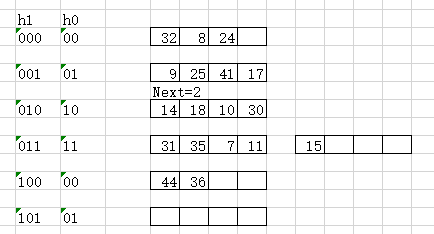 h1 h0
000 00 32 8 24
001 01 9 25 41 17
Next=2
010 10 14 18 10 30
011 11 31 35 7 11 15
100 00 44 36
101 01